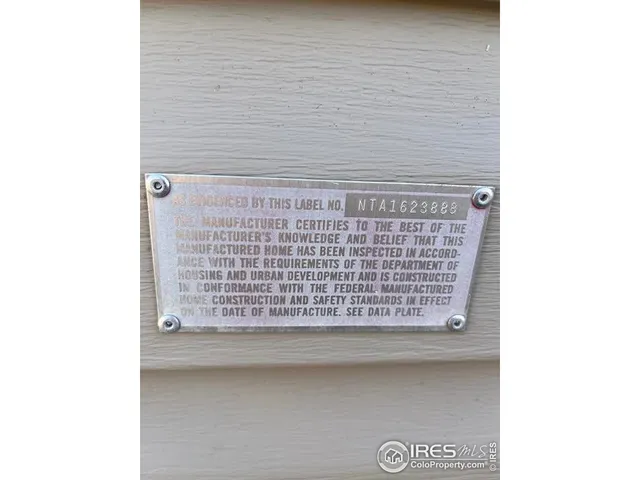 AS EVIDENCED BY THIS LABEL NO. NTA1623888
THE MANUFACTURER CERTIFIES TO THE BEST OF THE
MANUFACTURER'S KNOWLEDGE AND BELIEF THAT THIS
MANUFACTURED HOME HAS BEEN INSPECTED IN ACCORD-
ANCE WITH THE REQUIREMENTS OF THE DEPARTMENT OF
HOUSING AND URBAN DEVELOPMENT AND IS CONSTRUCTED
IN CONFORMANCE WITH THE FEDERAL MANUFACTURED
HOME CONSTRUCTION AND SAFETY STANDARDS IN EFFECT
ON THE DATE OF MANUFACTURE. SEE DATA PLATE.
IRES MLS
ColoProperty.com
© IRES